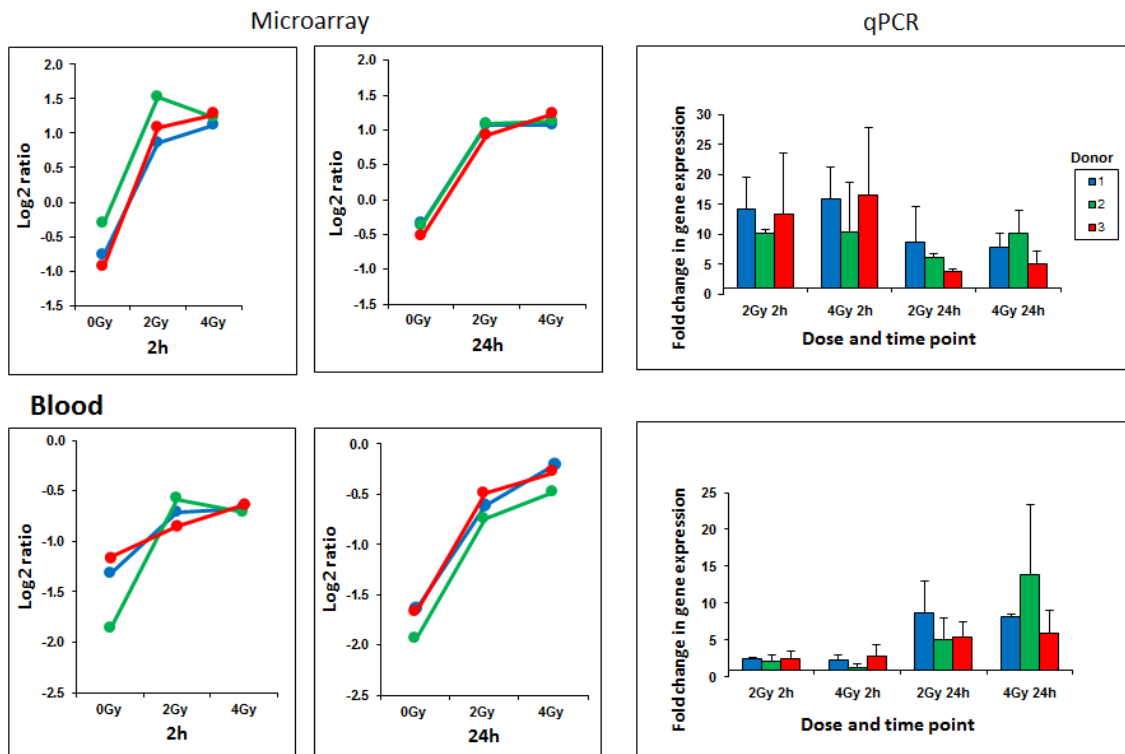 Microarray
qPCR
Log2 ratio
2.0
1.5
1.0
0.5
0.0
-0.5
-1.0
-1.5
0Gy 2Gy 4Gy
2h
Log2 ratio
2.0
1.5
1.0
0.5
0.0
-0.5
-1.0
-1.5
0Gy 2Gy 4Gy
24h
Fold change in gene expression
30
25
20
15
10
5
0
2Gy 2h 4Gy 2h 2Gy 24h 4Gy 24h
Dose and time point
Donor
1
2
3
Blood
Log2 ratio
0.0
-0.5
-1.0
-1.5
-2.0
-2.5
0Gy 2Gy 4Gy
2h
Log2 ratio
0.0
-0.5
-1.0
-1.5
-2.0
-2.5
0Gy 2Gy 4Gy
24h
Fold change in gene expression
25
20
15
10
5
0
2Gy 2h 4Gy 2h 2Gy 24h 4Gy 24h
Dose and time point